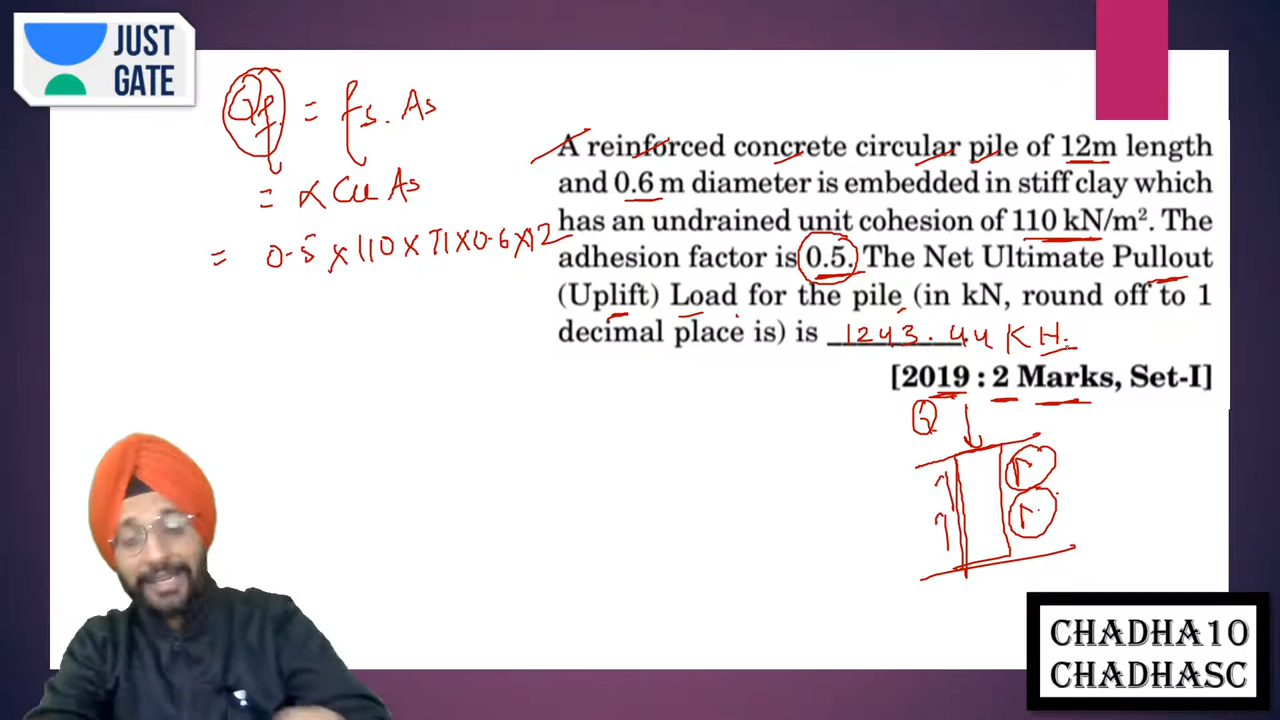 JUST
GATE
Qf = fs. As
= α Cu As
= 0.5 × 110 × π × 0.6 × 12
A reinforced concrete circular pile of 12m length
and 0.6 m diameter is embedded in stiff clay which
has an undrained unit cohesion of 110 kN/m². The
adhesion factor is 0.5. The Net Ultimate Pullout
(Uplift) Load for the pile (in kN, round off to 1
decimal place is) is 1243.44 KN.
[2019 : 2 Marks, Set-I]
Q
CHADHA10
CHADHASC